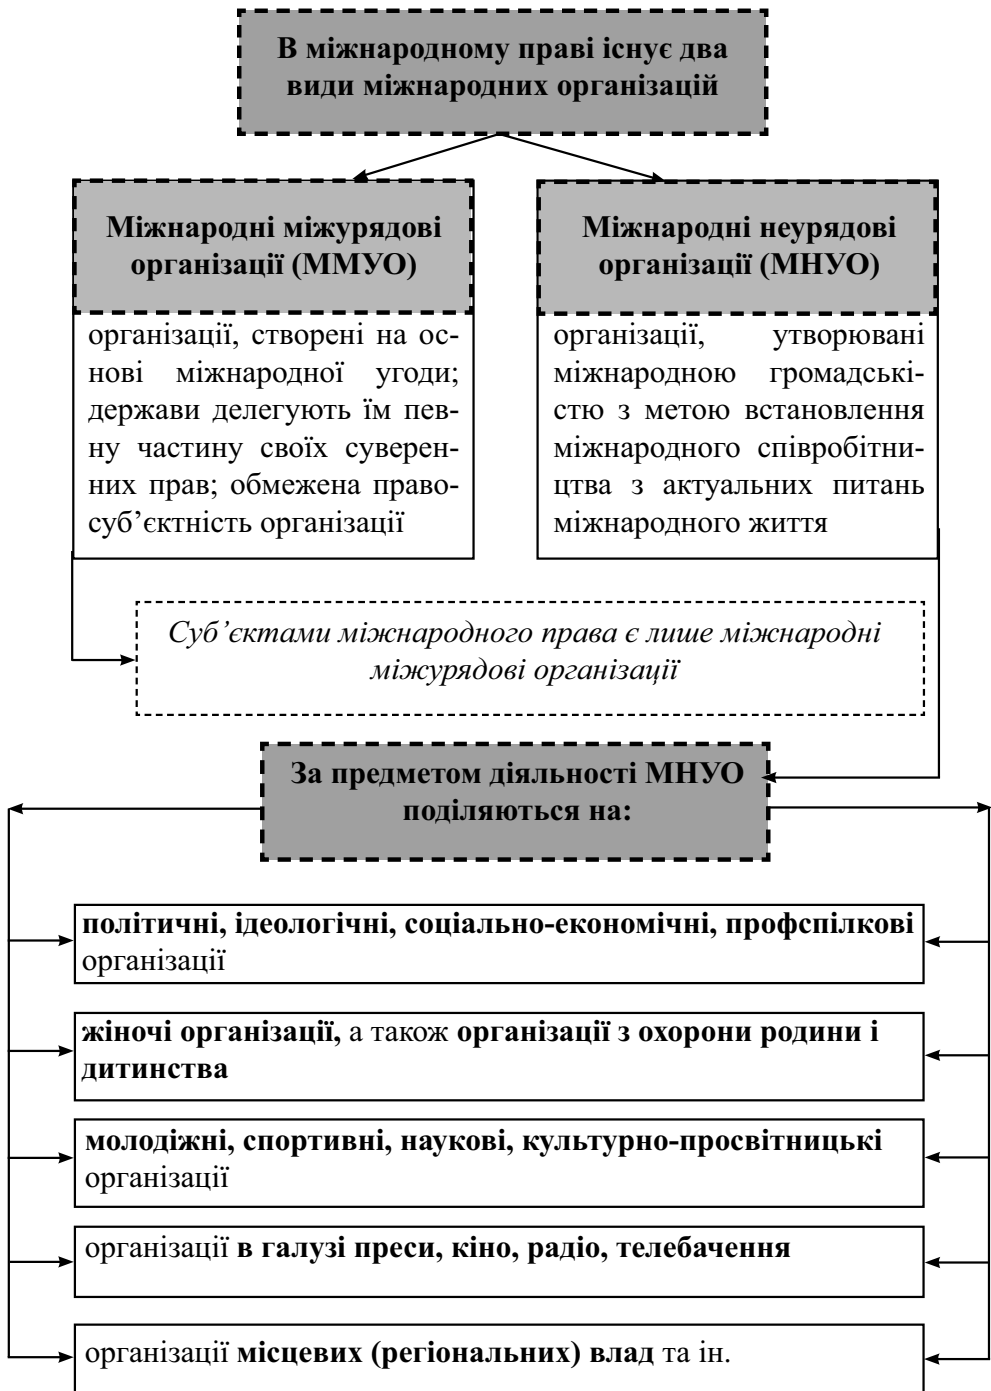 В міжнародному праві існує два
види міжнародних організацій
Міжнародні міжурядові
організації (ММУО)
організації, створені на ос-
нові міжнародної угоди;
держави делегують їм пев-
ну частину своїх суверен-
них прав; обмежена право-
суб’єктність організації
Міжнародні неурядові
організації (МНУО)
організації, утворювані
міжнародною громадські-
стю з метою встановлення
міжнародного співробітни-
цтва з актуальних питань
міжнародного життя
Суб’єктами міжнародного права є лише міжнародні
міжурядові організації
За предметом діяльності МНУО
поділяються на:
політичні, ідеологічні, соціально-економічні, профспілкові
організації
жіночі організації, а також організації з охорони родини і
дитинства
молодіжні, спортивні, наукові, культурно-просвітницькі
організації
організації в галузі преси, кіно, радіо, телебачення
організації місцевих (регіональних) влад та ін.